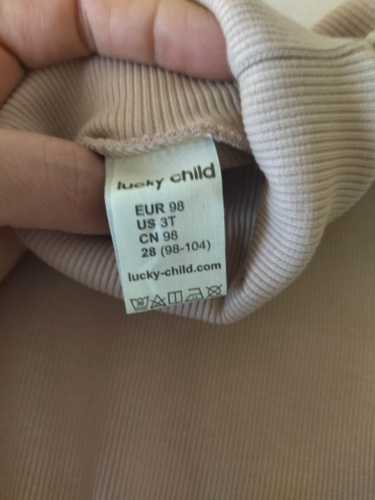 lucky child
EUR 98
US 3T
CN 98
28 (98-104)
lucky-child.com